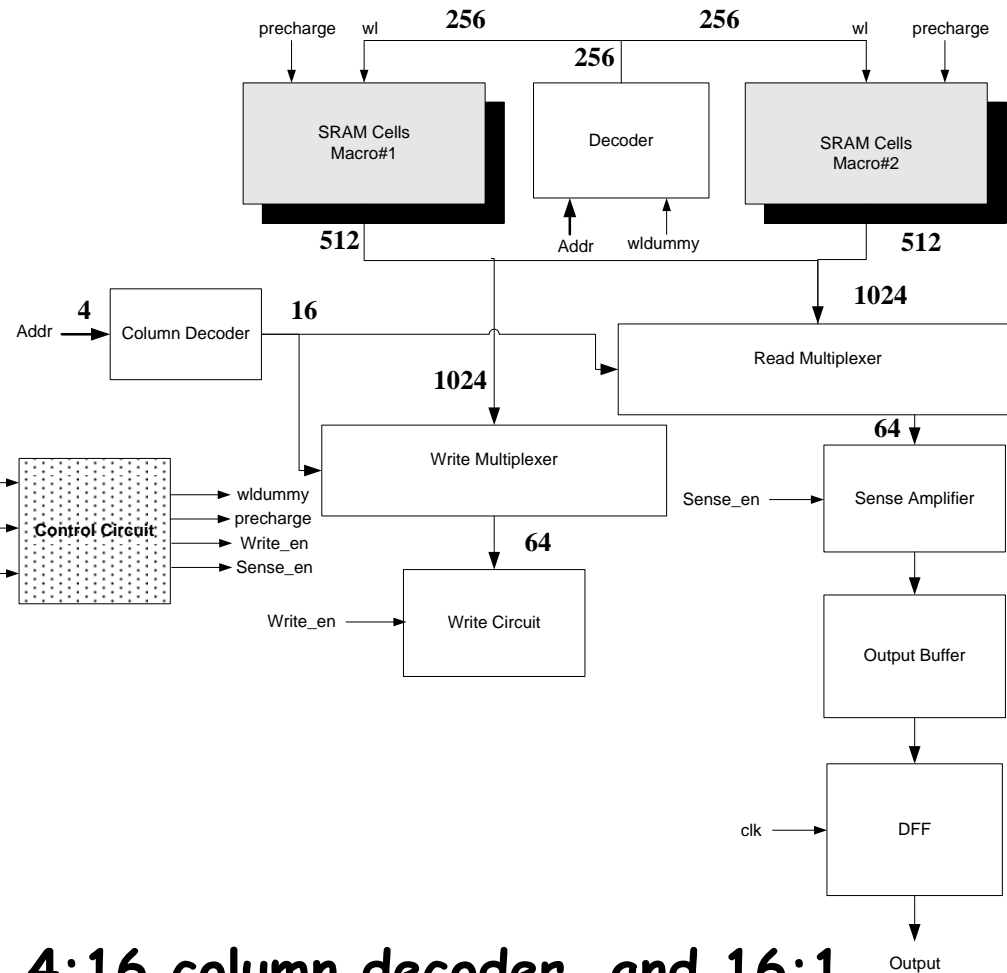 256
256
precharge
wl
wl
precharge
256
SRAM Cells
Macro#1
Decoder
SRAM Cells
Macro#2
512
Addr
wldummy
512
1024
4
16
Addr
Column Decoder
Read Multiplexer
1024
64
Write Multiplexer
Sense_en
Sense Amplifier
wldummy
precharge
Control Circuit
Write_en
Sense_en
64
Write_en
Write Circuit
Output Buffer
clk
DFF
4:16 column decoder, and 16:1
Output